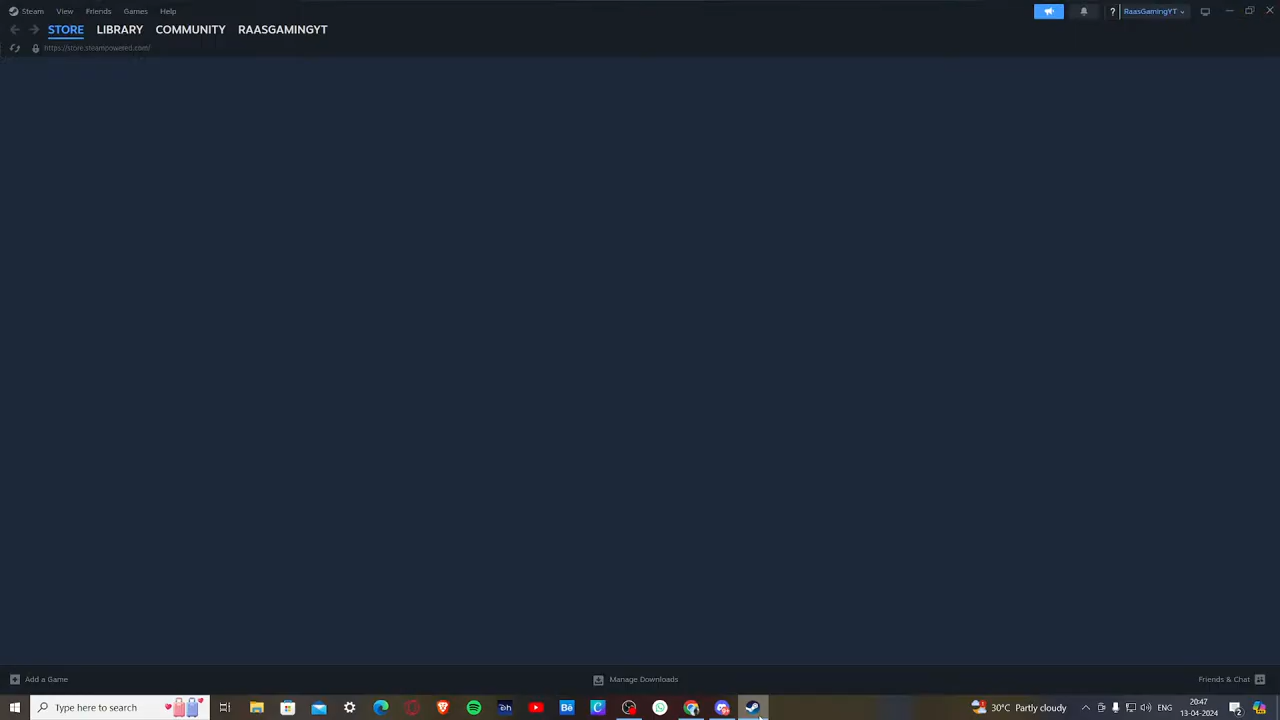 Steam View Friends Games Help
? RaasGamingYT
STORE LIBRARY COMMUNITY RAASGAMINGYT
https://store.steampowered.com/
Add a Game
Manage Downloads
Friends & Chat
Type here to search
Bē
30°C Partly cloudy
ENG
20:47
13-04-2024